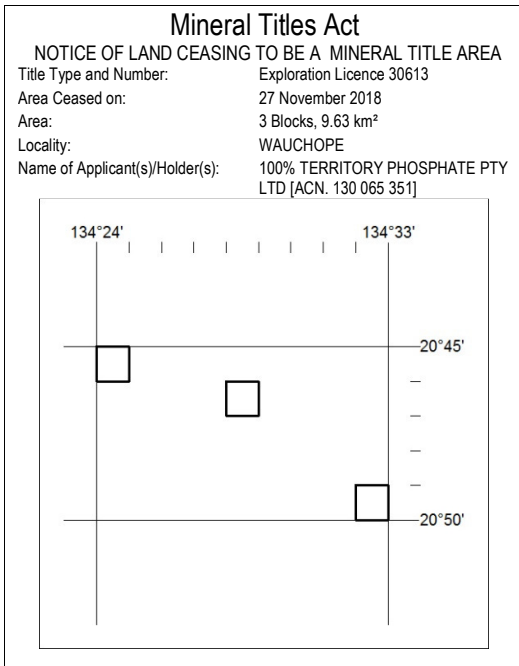 Mineral Titles Act
NOTICE OF LAND CEASING TO BE A MINERAL TITLE AREA
Title Type and Number: Exploration Licence 30613
Area Ceased on: 27 November 2018
Area: 3 Blocks, 9.63 km²
Locality: WAUCHOPE
Name of Applicant(s)/Holder(s): 100% TERRITORY PHOSPHATE PTY
LTD [ACN. 130 065 351]
134°24' 134°33'
20°45'
20°50'